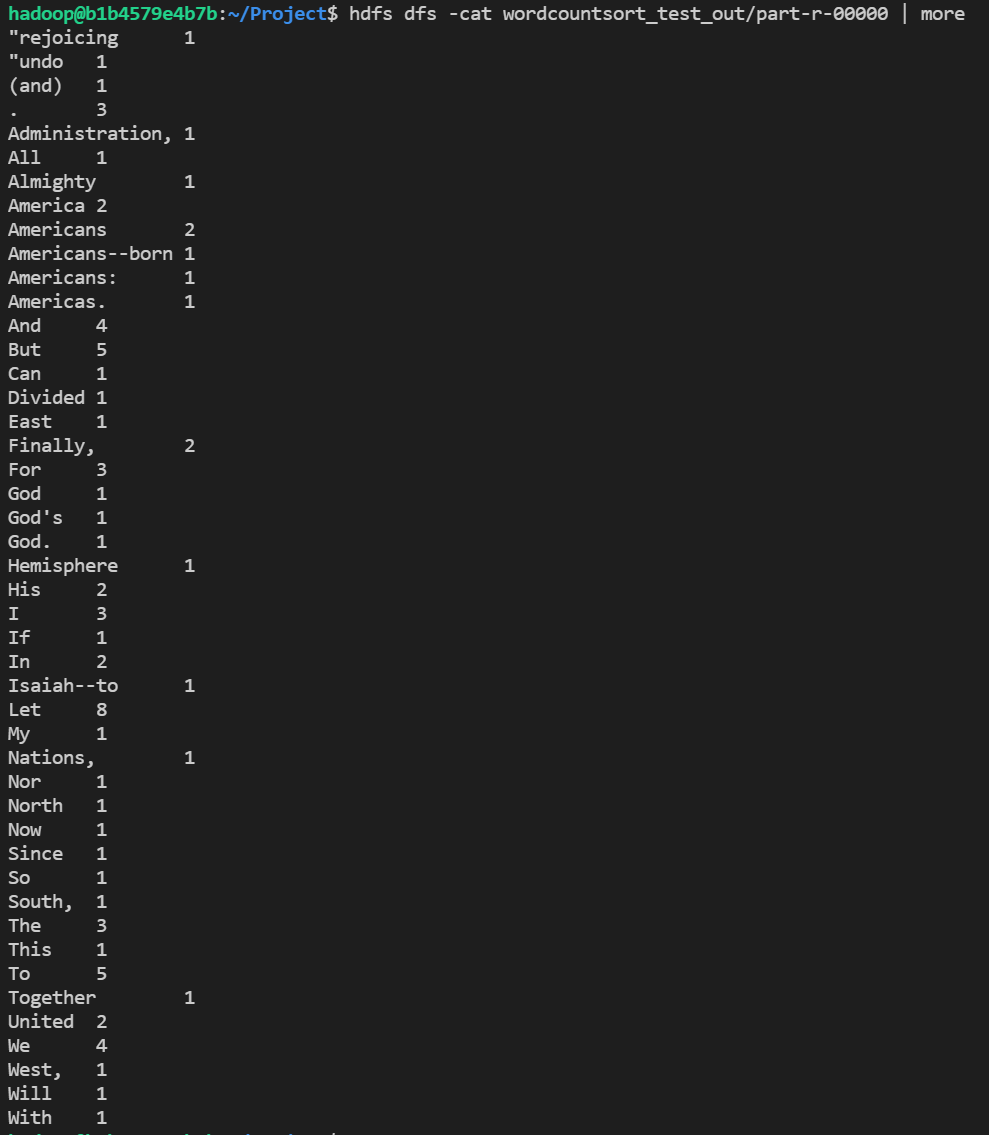 hadoop@b1b4579e4b7b:~/Project$ hdfs dfs -cat wordcountsort_test_out/part-r-00000 | more
"rejoicing 1
"undo 1
(and) 1
. 3
Administration, 1
All 1
Almighty 1
America 2
Americans 2
Americans--born 1
Americans: 1
Americas. 1
And 4
But 5
Can 1
Divided 1
East 1
Finally, 2
For 3
God 1
God's 1
God. 1
Hemisphere 1
His 2
I 3
If 1
In 2
Isaiah--to 1
Let 8
My 1
Nations, 1
Nor 1
North 1
Now 1
Since 1
So 1
South, 1
The 3
This 1
To 5
Together 1
United 2
We 4
West, 1
Will 1
With 1